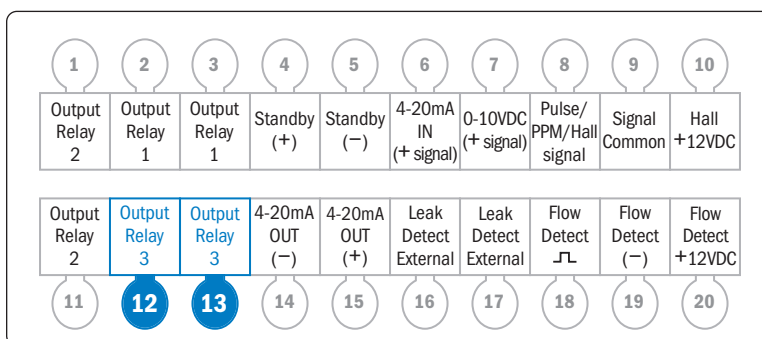 1 2 3 4 5 6 7 8 9 10
Output Relay 2
Output Relay 1
Output Relay 1
Standby (+)
Standby (−)
4-20mA IN (+ signal)
0-10VDC (+ signal)
Pulse/ PPM/Hall signal
Signal Common
Hall +12VDC
Output Relay 2
Output Relay 3
Output Relay 3
4-20mA OUT (−)
4-20mA OUT (+)
Leak Detect External
Leak Detect External
Flow Detect
Flow Detect (−)
Flow Detect +12VDC
11 12 13 14 15 16 17 18 19 20